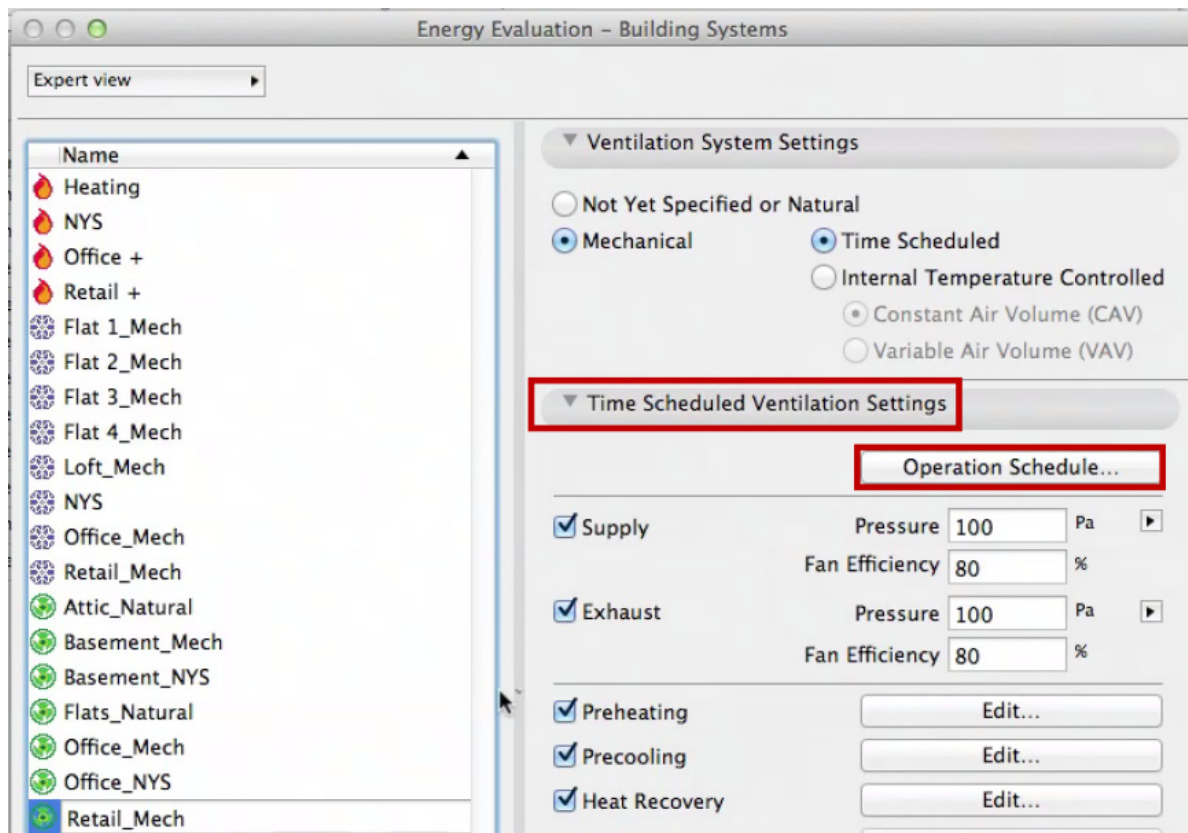 Energy Evaluation – Building Systems
Expert view
Name
Heating
NYS
Office +
Retail +
Flat 1_Mech
Flat 2_Mech
Flat 3_Mech
Flat 4_Mech
Loft_Mech
NYS
Office_Mech
Retail_Mech
Attic_Natural
Basement_Mech
Basement_NYS
Flats_Natural
Office_Mech
Office_NYS
Retail_Mech
Ventilation System Settings
Not Yet Specified or Natural
Mechanical Time Scheduled
Internal Temperature Controlled
Constant Air Volume (CAV)
Variable Air Volume (VAV)
Time Scheduled Ventilation Settings
Operation Schedule...
Supply Pressure 100 Pa
Fan Efficiency 80 %
Exhaust Pressure 100 Pa
Fan Efficiency 80 %
Preheating Edit...
Precooling Edit...
Heat Recovery Edit...